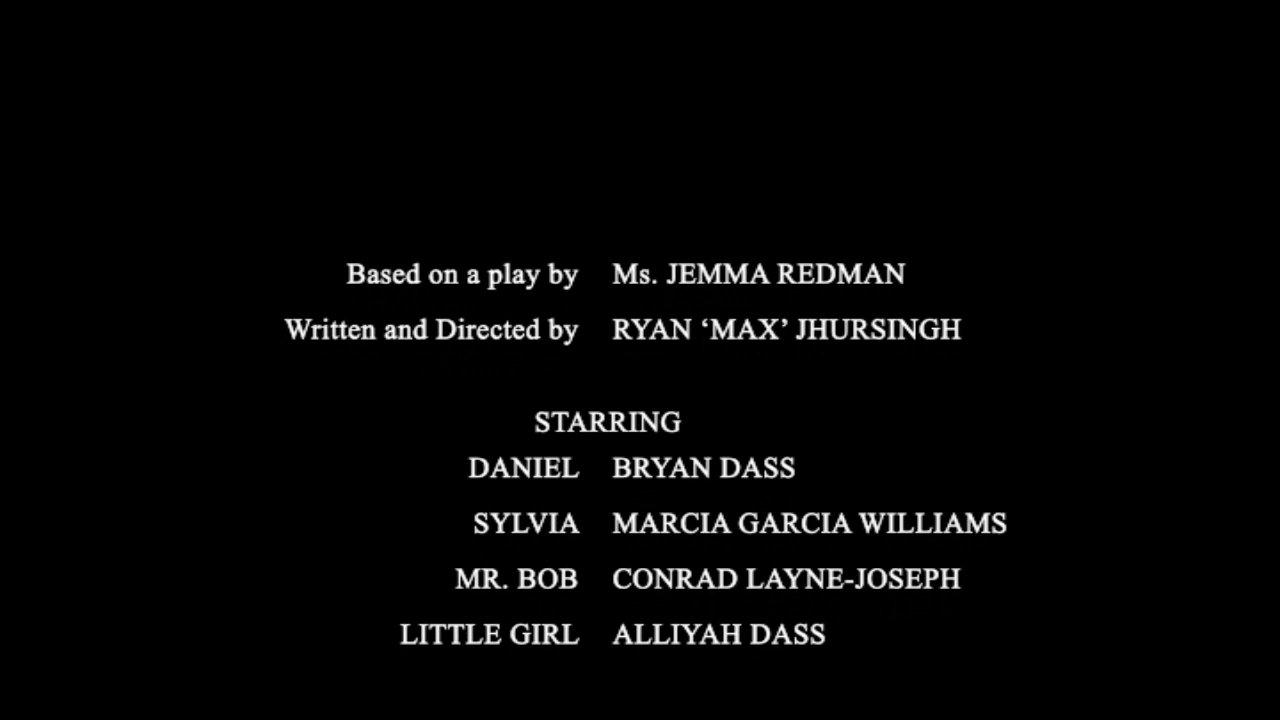 Based on a play by Ms. JEMMA REDMAN
Written and Directed by RYAN ‘MAX’ JHURSINGH
STARRING
DANIEL BRYAN DASS
SYLVIA MARCIA GARCIA WILLIAMS
MR. BOB CONRAD LAYNE-JOSEPH
LITTLE GIRL ALLIYAH DASS